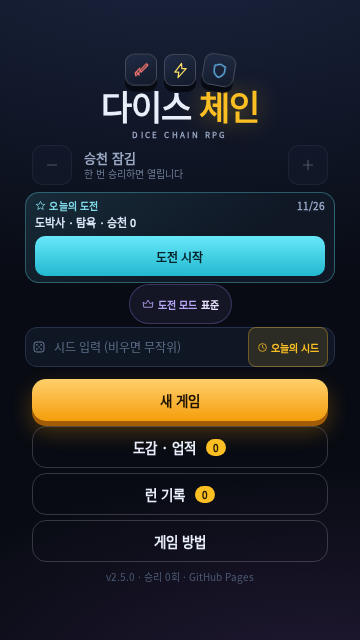 다이스 체인
DICE CHAIN RPG
승천 잠김
한 번 승리하면 열립니다
오늘의 도전 11/26
도박사 · 탐욕 · 승천 0
도전 시작
도전 모드 표준
시드 입력 (비우면 무작위) 오늘의 시드
새 게임
도감 · 업적 0
런 기록 0
게임 방법
v2.5.0 · 승리 0회 · GitHub Pages